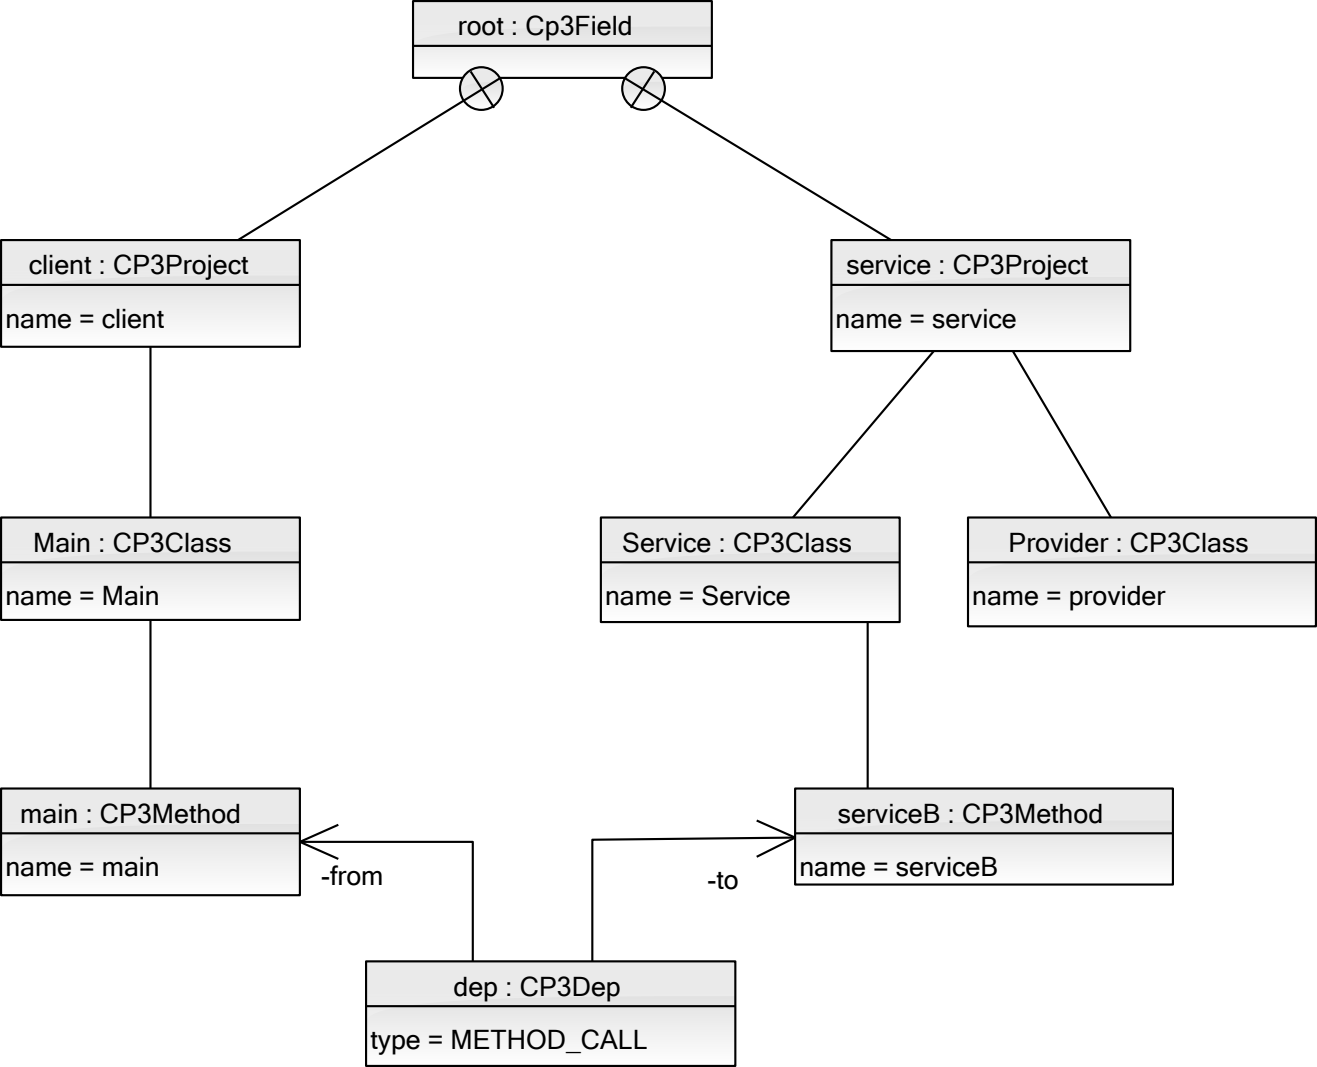 root : Cp3Field
client : CP3Project
name = client
service : CP3Project
name = service
Main : CP3Class
name = Main
Service : CP3Class
name = Service
Provider : CP3Class
name = provider
main : CP3Method
name = main
serviceB : CP3Method
name = serviceB
-from
-to
dep : CP3Dep
type = METHOD_CALL